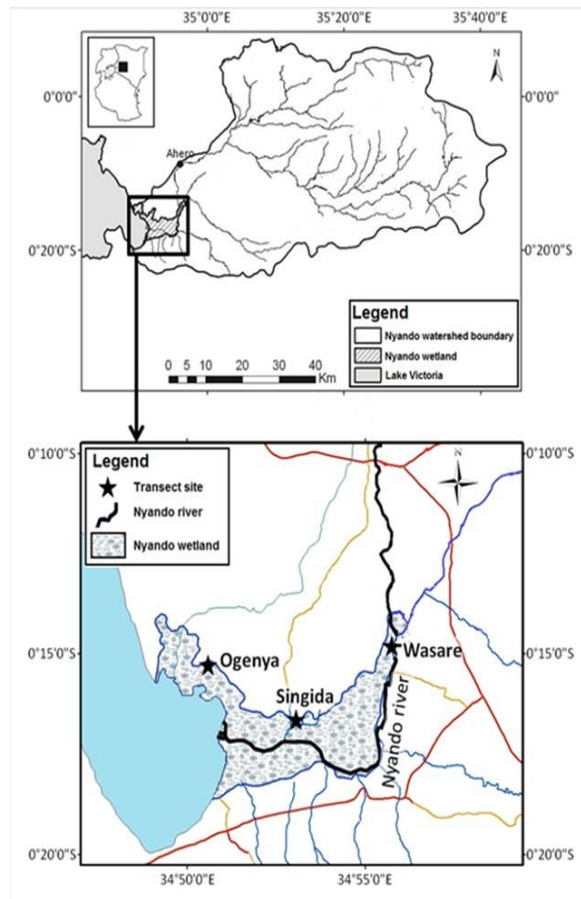 35°0'0"E
35°20'0"E
35°40'0"E
N
0°0'0"
0°0'0"
Ahero
0°20'0"S
0°20'0"S
Legend
Nyando watershed boundary
Nyando wetland
Lake Victoria
0 5 10 20 30 40
Km
0°10'0"S
0°10'0"S
Legend
Transect site
Nyando river
Nyando wetland
N
0°15'0"S
0°15'0"S
Ogenya
Wasare
Singida
Nyando river
0°20'0"S
0°20'0"S
34°50'0"E
34°55'0"E